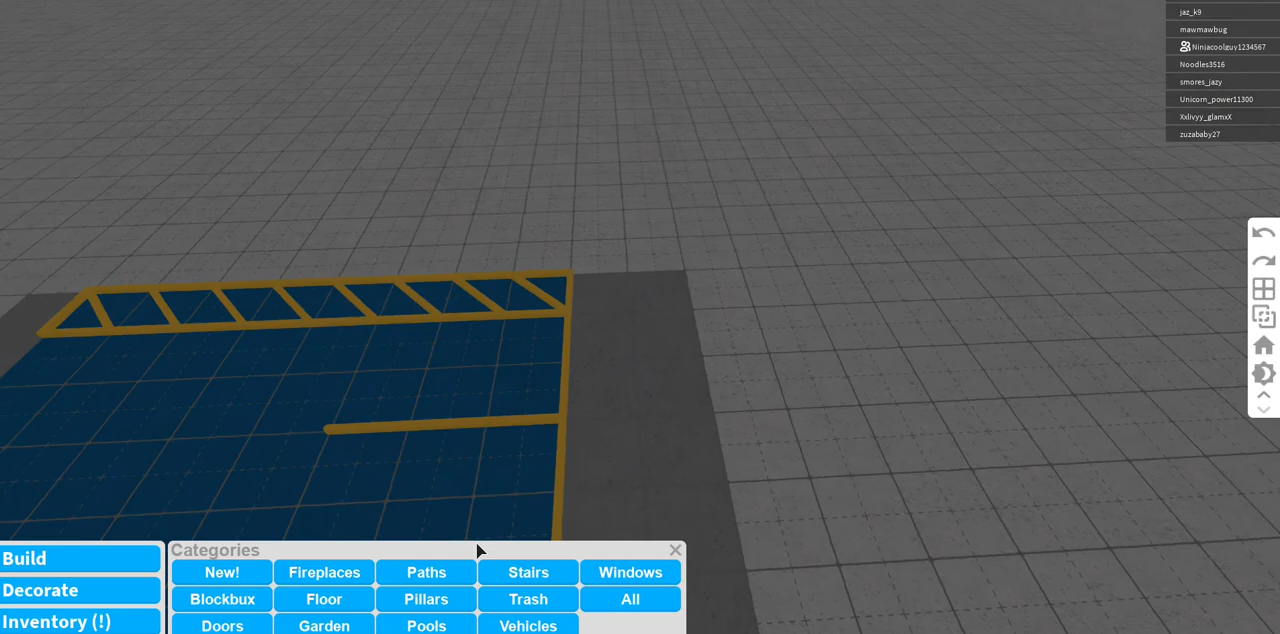 jaz_k9
mawmawbug
Ninjacoolguy1234567
Noodles3516
smores_jazy
Unicorn_power11300
Xxlivyy_glamxX
zuzababy27
Build
Decorate
Inventory (!)
Categories
New! Fireplaces Paths Stairs Windows
Blockbux Floor Pillars Trash All
Doors Garden Pools Vehicles